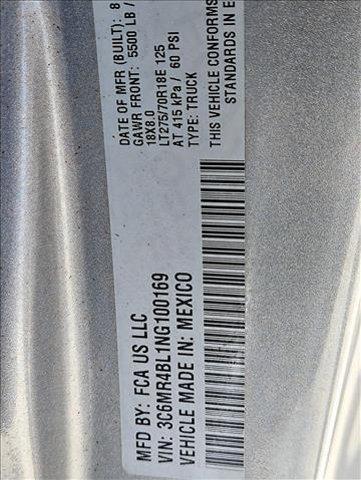 MFD BY: FCA US LLC
VIN: 3C6MR4BL1NG100169
VEHICLE MADE IN: MEXICO
DATE OF MFR (BUILT): 8
GAWR FRONT: 5500 LB /
18X8.0
LT275/70R18E 125
AT 415 kPa / 60 PSI
TYPE: TRUCK
THIS VEHICLE CONFORMS
STANDARDS IN E